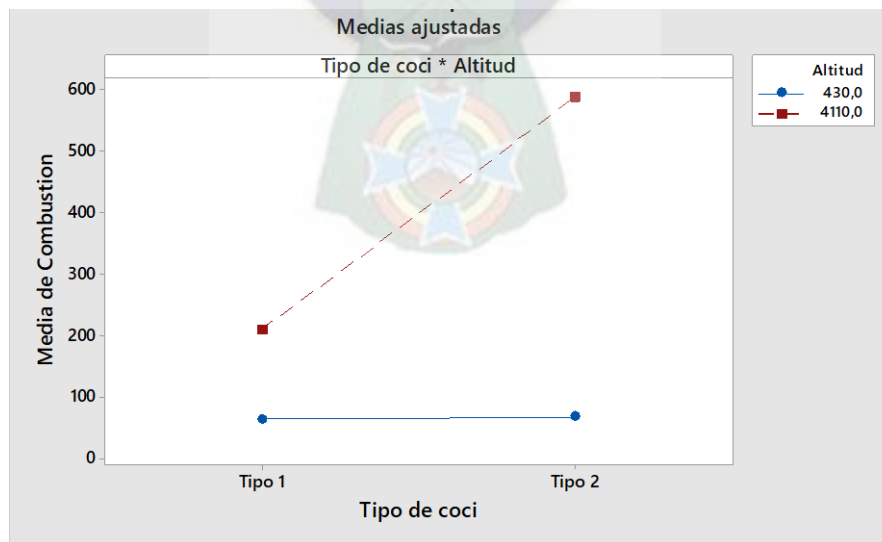 Medias ajustadas
Tipo de coci * Altitud
Altitud
430,0
4110,0
Media de Combustion
600
500
400
300
200
100
0
Tipo 1
Tipo 2
Tipo de coci